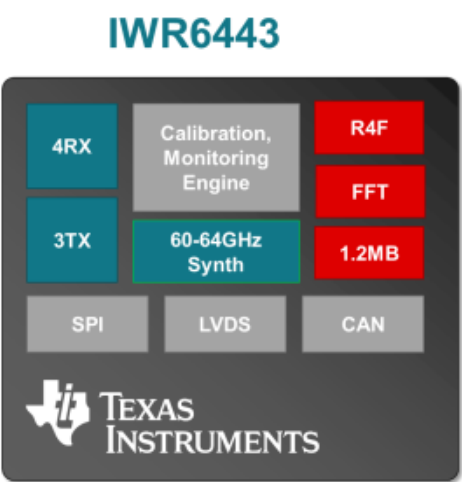 IWR6443
4RX
Calibration,
Monitoring
Engine
R4F
FFT
3TX
60-64GHz
Synth
1.2MB
SPI
LVDS
CAN
TEXAS
INSTRUMENTS